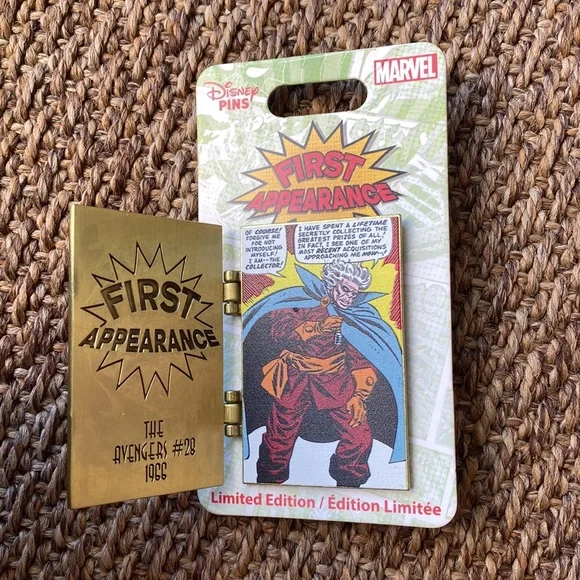 Disney
PINS
MARVEL
FIRST
APPEARANCE
OF COURSE!
FORGIVE ME
FOR NOT
INTRODUCING
MYSELF!
I AM--THE
COLLECTOR!
I HAVE SPENT A LIFETIME
SECRETLY COLLECTING THE
GREATEST PRIZES OF ALL!
IN FACT, I SEE ONE OF MY
MOST RECENT ACQUISITIONS
APPROACHING ME NOW--
FIRST
APPEARANCE
THE
AVENGERS #28
1966
Limited Edition / Édition Limitée